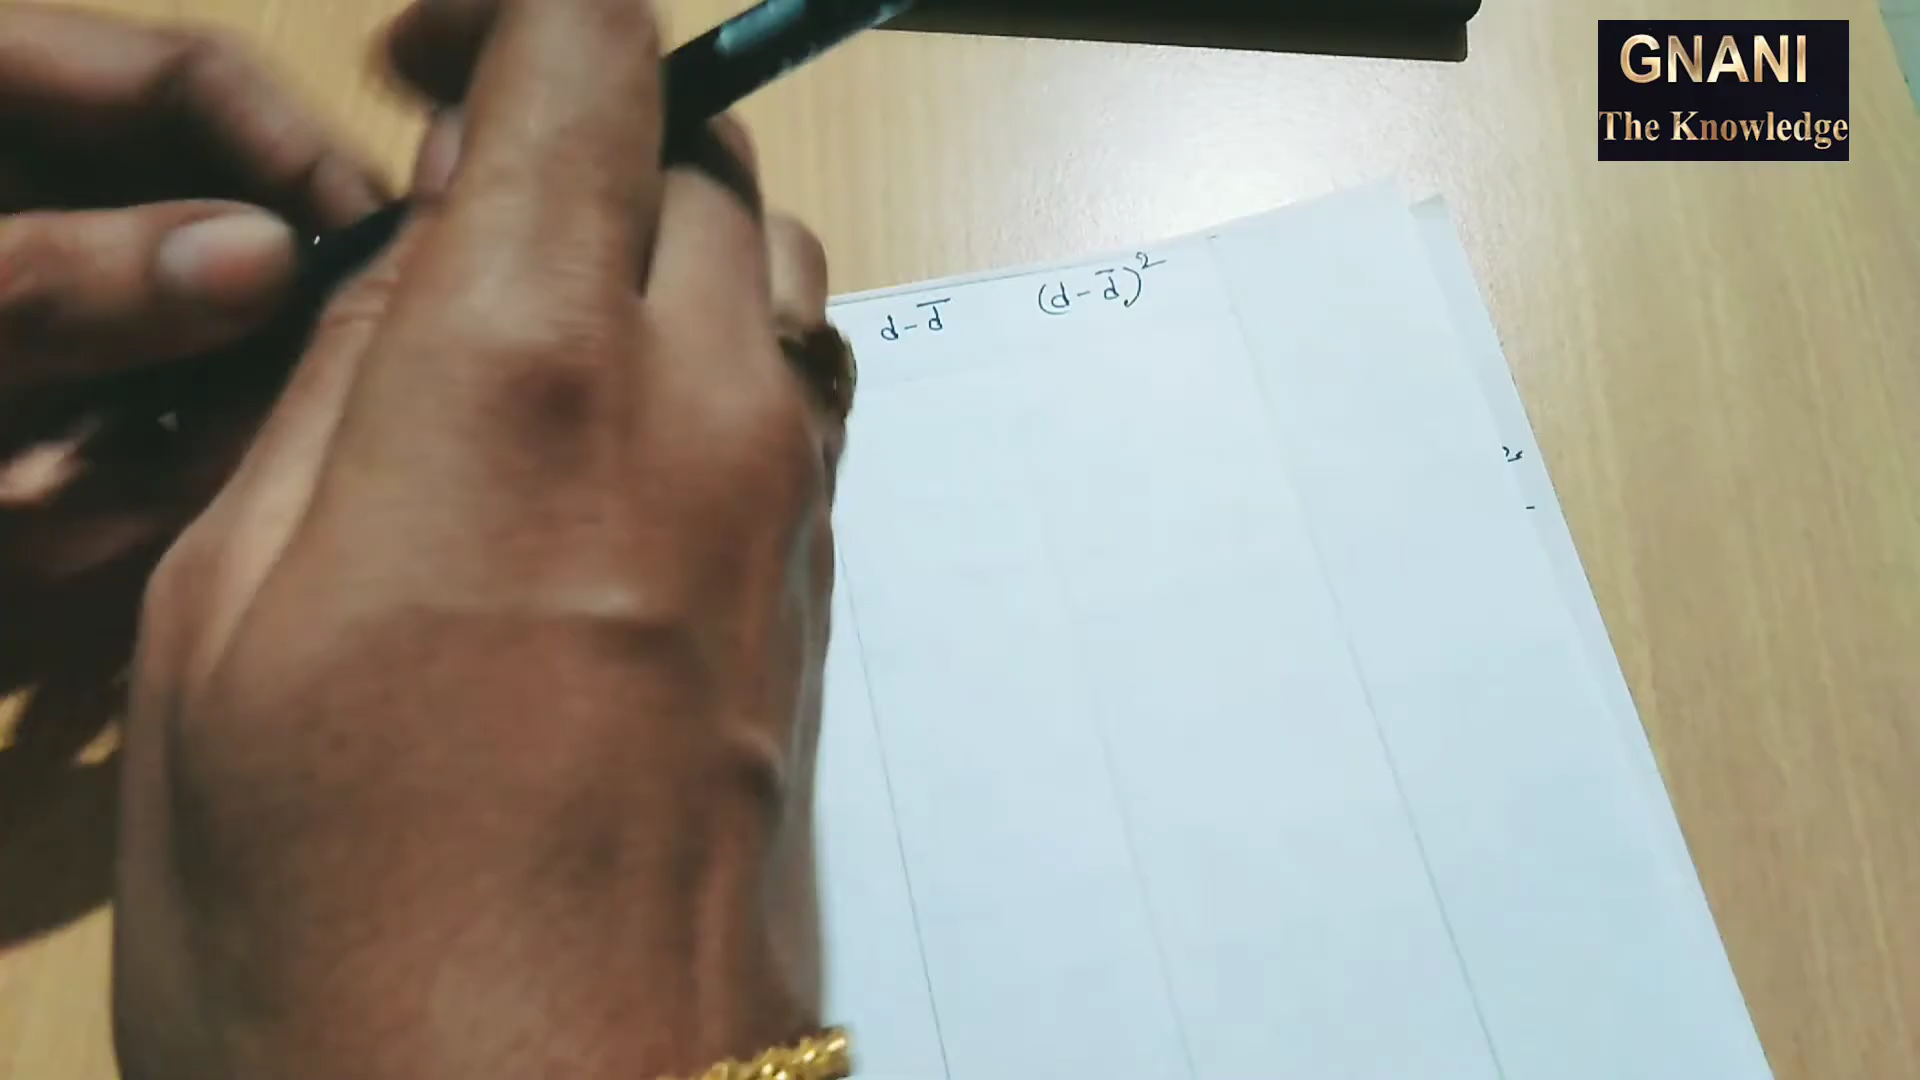 GNANI
The Knowledge
d - d̅ (d - d̅)²